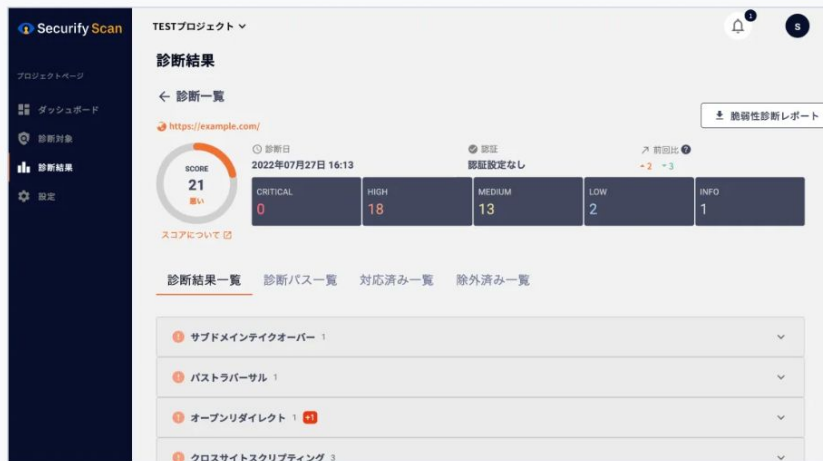 Securify Scan
プロジェクトページ
ダッシュボード
診断対象
診断結果
設定
TESTプロジェクト
1
S
診断結果
← 診断一覧
脆弱性診断レポート
https://example.com/
SCORE
21
悪い
スコアについて
診断日
2022年07月27日 16:13
認証
認証設定なし
前回比
2 3
CRITICAL
0
HIGH
18
MEDIUM
13
LOW
2
INFO
1
診断結果一覧 診断パス一覧 対応済み一覧 除外済み一覧
サブドメインテイクオーバー 1
パストラバーサル 1
オープンリダイレクト 1 +1
クロスサイトスクリプティング 3